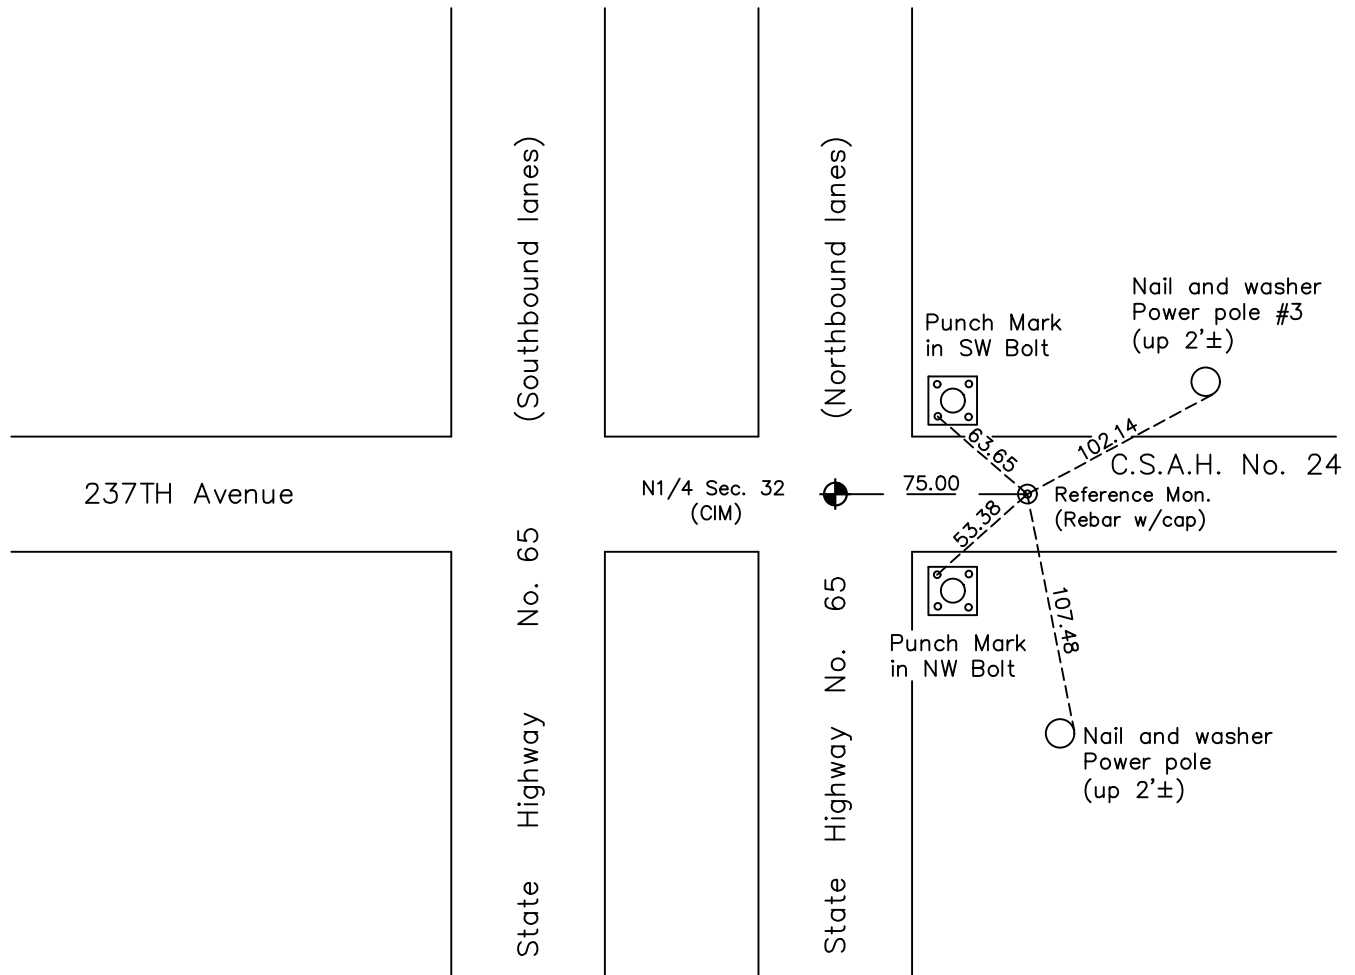 (Southbound lanes)
(Northbound lanes)
Nail and washer
Power pole #3
(up 2'±)
Punch Mark
in SW Bolt
63.65
102.14
C.S.A.H. No. 24
237TH Avenue
N1/4 Sec. 32
(CIM)
75.00
Reference Mon.
(Rebar w/cap)
53.38
107.48
Punch Mark
in NW Bolt
Nail and washer
Power pole
(up 2'±)
State Highway No. 65
State Highway No. 65